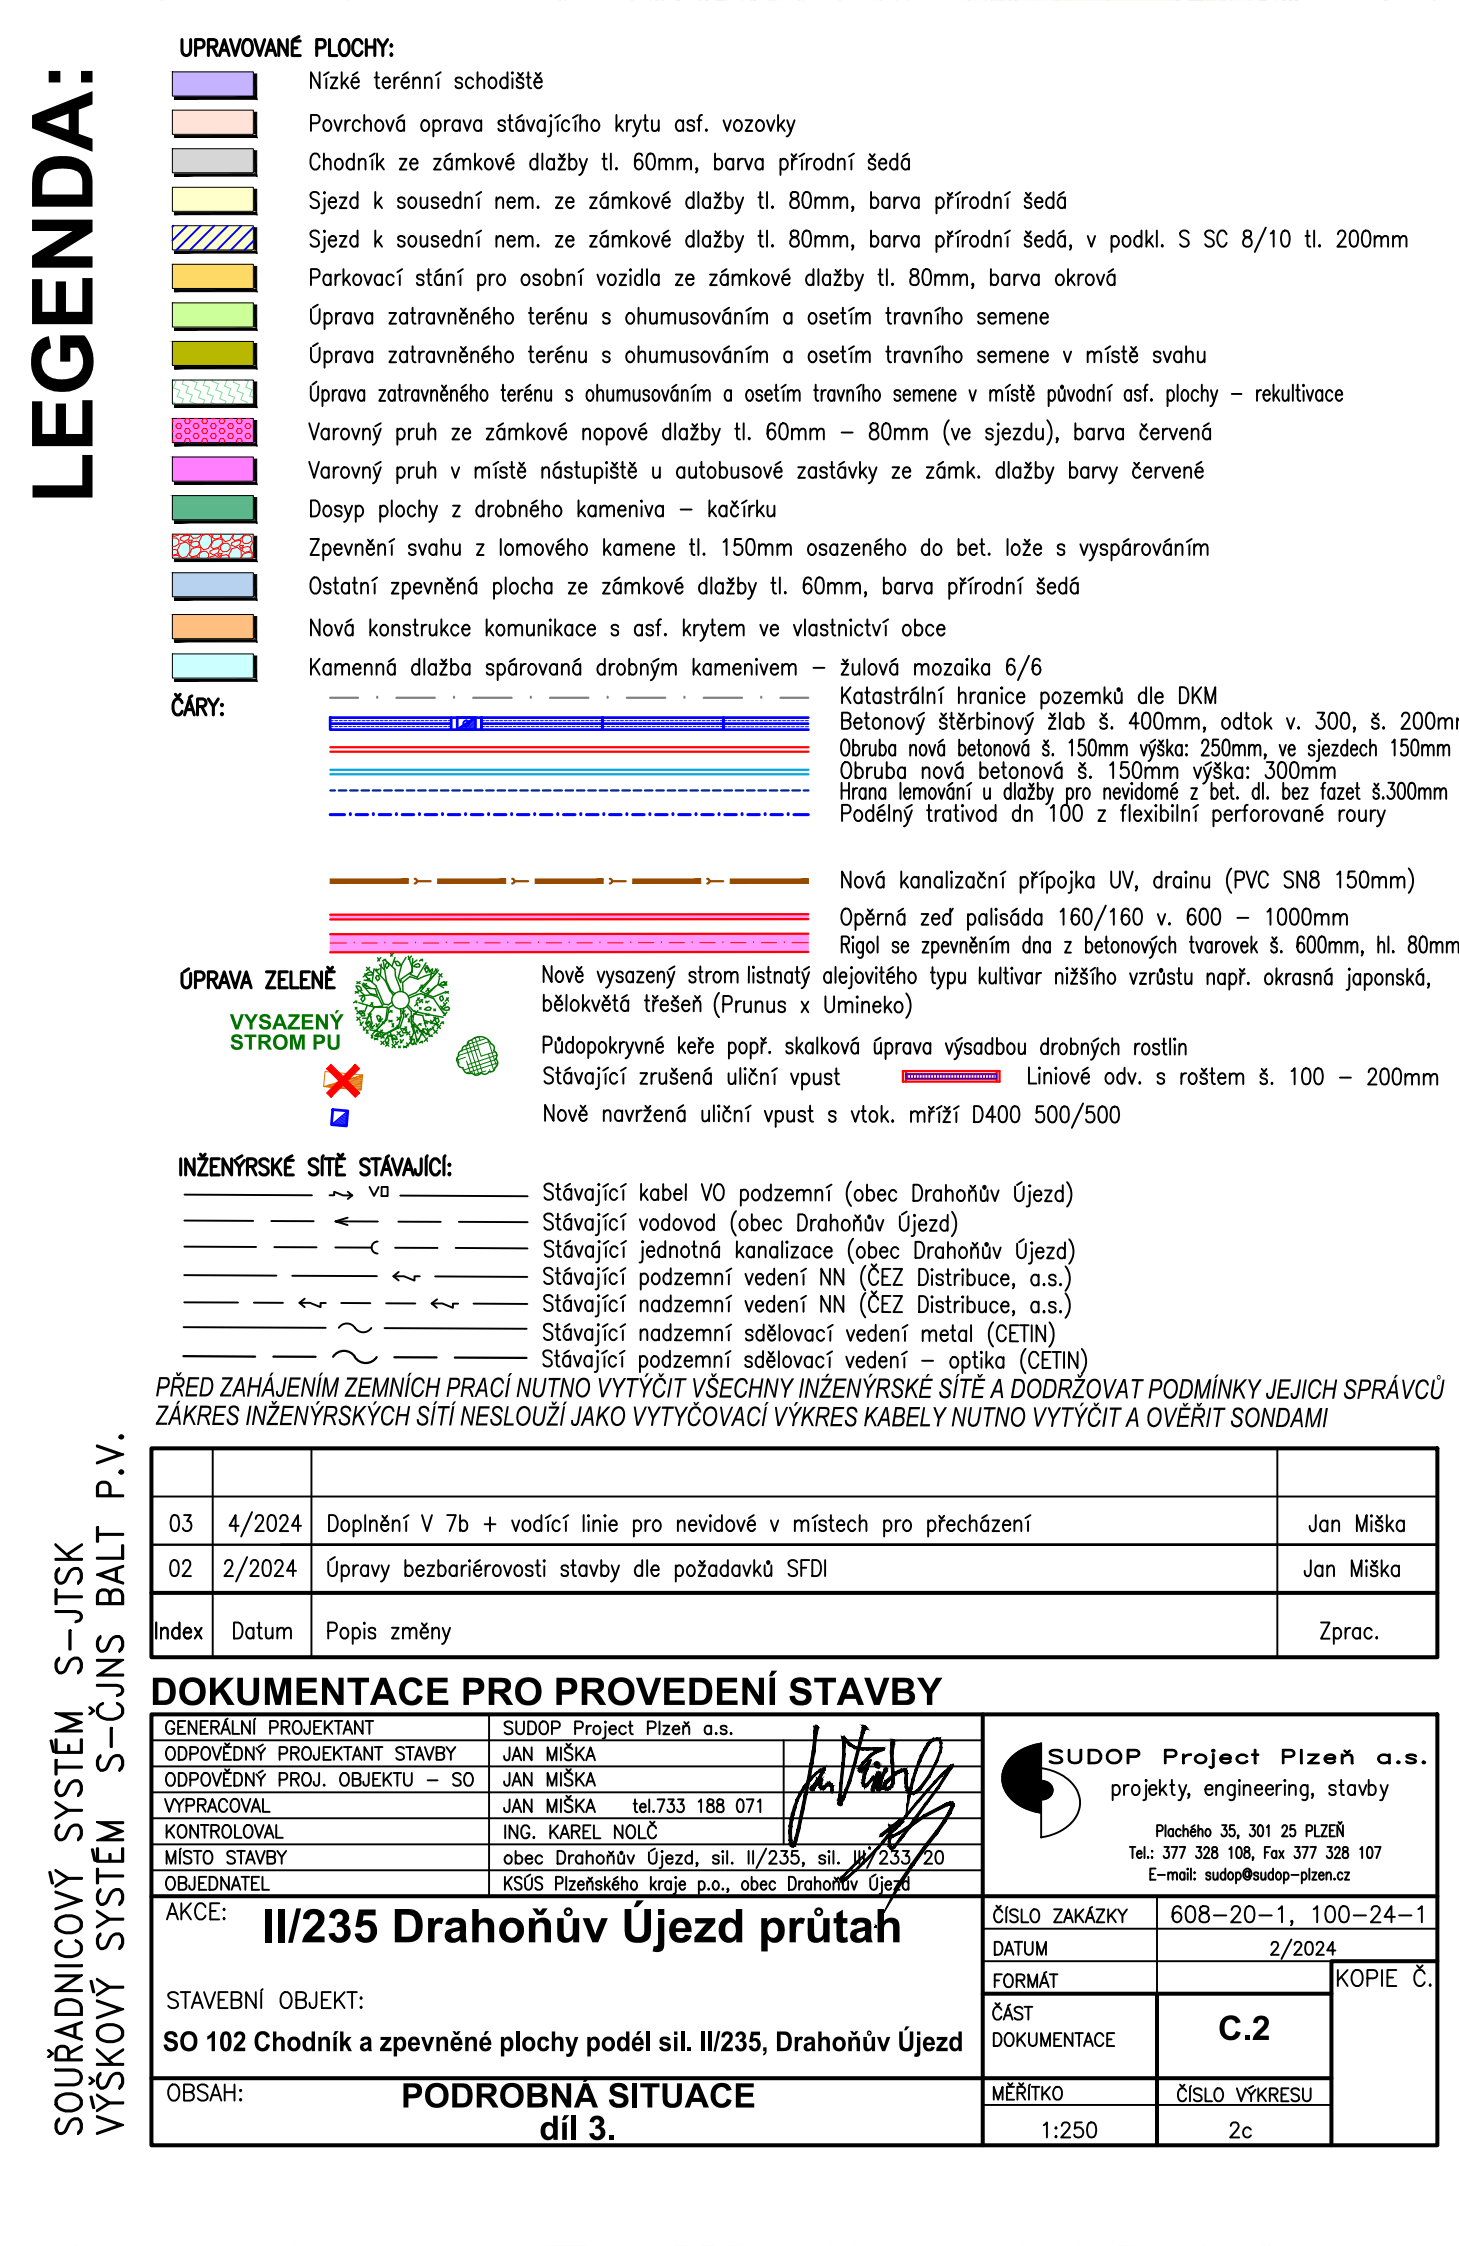 LEGENDA:
UPRAVOVANÉ PLOCHY:
Nízké terénní schodiště
Povrchová oprava stávajícího krytu asf. vozovky
Chodník ze zámkové dlažby tl. 60mm, barva přírodní šedá
Sjezd k sousední nem. ze zámkové dlažby tl. 80mm, barva přírodní šedá
Sjezd k sousední nem. ze zámkové dlažby tl. 80mm, barva přírodní šedá, v podkl. S SC 8/10 tl. 200mm
Parkovací stání pro osobní vozidla ze zámkové dlažby tl. 80mm, barva okrová
Úprava zatravněného terénu s ohumusováním a osetím travního semene
Úprava zatravněného terénu s ohumusováním a osetím travního semene v místě svahu
Úprava zatravněného terénu s ohumusováním a osetím travního semene v místě původní asf. plochy – rekultivace
Varovný pruh ze zámkové nopové dlažby tl. 60mm – 80mm (ve sjezdu), barva červená
Varovný pruh v místě nástupiště u autobusové zastávky ze zámk. dlažby barvy červené
Dosyp plochy z drobného kameniva – kačírku
Zpevnění svahu z lomového kamene tl. 150mm osazeného do bet. lože s vyspárováním
Ostatní zpevněná plocha ze zámkové dlažby tl. 60mm, barva přírodní šedá
Nová konstrukce komunikace s asf. krytem ve vlastnictví obce
Kamenná dlažba spárovaná drobným kamenivem – žulová mozaika 6/6
ČÁRY:
Katastrální hranice pozemků dle DKM
Betonový štěrbinový žlab š. 400mm, odtok v. 300, š. 200mm
Obruba nová betonová š. 150mm výška: 250mm, ve sjezdech 150mm
Obruba nová betonová š. 150mm výška: 300mm
Hrana lemování u dlažby pro nevidomé z bet. dl. bez fazet š.300mm
Podélný trativod dn 100 z flexibilní perforované roury
Nová kanalizační přípojka UV, drainu (PVC SN8 150mm)
Opěrná zeď palisáda 160/160 v. 600 – 1000mm
Rigol se zpevněním dna z betonových tvarovek š. 600mm, hl. 80mm
ÚPRAVA ZELENĚ
VYSAZENÝ
STROM PU
Nově vysazený strom listnatý alejovitého typu kultivar nižšího vzrůstu např. okrasná japonská,
bělokvětá třešeň (Prunus x Umineko)
Půdopokryvné keře popř. skalková úprava výsadbou drobných rostlin
Stávající zrušená uliční vpust
Liniové odv. s roštem š. 100 – 200mm
Nově navržená uliční vpust s vtok. mříží D400 500/500
INŽENÝRSKÉ SÍTĚ STÁVAJÍCÍ:
VO
Stávající kabel VO podzemní (obec Drahoňův Újezd)
Stávající vodovod (obec Drahoňův Újezd)
Stávající jednotná kanalizace (obec Drahoňův Újezd)
Stávající podzemní vedení NN (ČEZ Distribuce, a.s.)
Stávající nadzemní vedení NN (ČEZ Distribuce, a.s.)
Stávající nadzemní sdělovací vedení metal (CETIN)
Stávající podzemní sdělovací vedení – optika (CETIN)
PŘED ZAHÁJENÍM ZEMNÍCH PRACÍ NUTNO VYTÝČIT VŠECHNY INŹENÝRSKÉ SÍTĚ A DODRŽOVAT PODMÍNKY JEJICH SPRÁVCŮ
ZÁKRES INŽENÝRSKÝCH SÍTÍ NESLOUŽÍ JAKO VYTYČOVACÍ VÝKRES KABELY NUTNO VYTÝČIT A OVĚŘIT SONDAMI
SOUŘADNICOVÝ SYSTÉM S–JTSK
VÝŠKOVÝ SYSTÉM S–ČJNS BALT P.V.
03 4/2024 Doplnění V 7b + vodící linie pro nevidové v místech pro přecházení Jan Miška
02 2/2024 Úpravy bezbariérovosti stavby dle požadavků SFDI Jan Miška
Index Datum Popis změny Zprac.
DOKUMENTACE PRO PROVEDENÍ STAVBY
GENERÁLNÍ PROJEKTANT SUDOP Project Plzeň a.s.
ODPOVĚDNÝ PROJEKTANT STAVBY JAN MIŠKA
ODPOVĚDNÝ PROJ. OBJEKTU – SO JAN MIŠKA
VYPRACOVAL JAN MIŠKA tel.733 188 071
KONTROLOVAL ING. KAREL NOLČ
MÍSTO STAVBY obec Drahoňův Újezd, sil. II/235, sil. III/233 20
OBJEDNATEL KSÚS Plzeňského kraje p.o., obec Drahoňův Újezd
SUDOP Project Plzeň a.s.
projekty, engineering, stavby
Plachého 35, 301 25 PLZEŇ
Tel.: 377 328 108, Fax 377 328 107
E–mail: sudop@sudop–plzen.cz
AKCE: II/235 Drahoňův Újezd průtah
STAVEBNÍ OBJEKT:
SO 102 Chodník a zpevněné plochy podél sil. II/235, Drahoňův Újezd
OBSAH: PODROBNÁ SITUACE
díl 3.
ČÍSLO ZAKÁZKY 608–20–1, 100–24–1
DATUM 2/2024
FORMÁT
KOPIE Č.
ČÁST
DOKUMENTACE
C.2
MĚŘÍTKO ČÍSLO VÝKRESU
1:250 2c